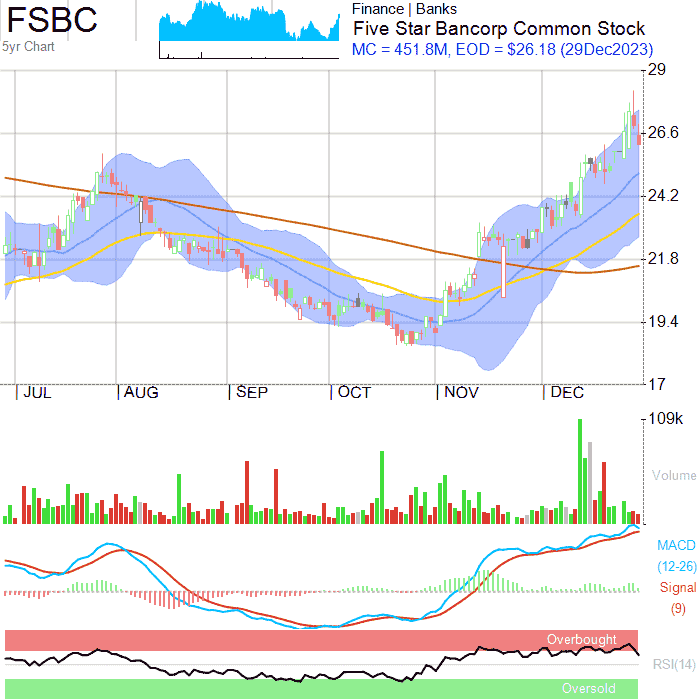 FSBC
5yr Chart
Finance | Banks
Five Star Bancorp Common Stock
MC = 451.8M, EOD = $26.18 (29Dec2023)
29
26.6
24.2
21.8
19.4
17
JUL AUG SEP OCT NOV DEC
109k
Volume
MACD
(12-26)
Signal
(9)
Overbought
RSI(14)
Oversold